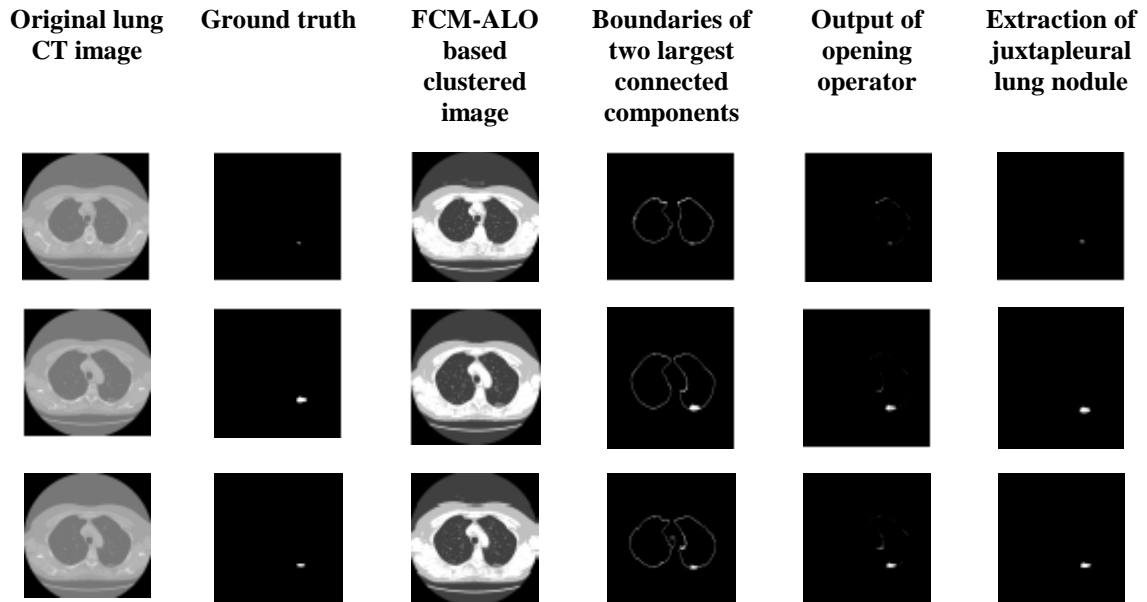 Original lung
CT image
Ground truth
FCM-ALO
based
clustered
image
Boundaries of
two largest
connected
components
Output of
opening
operator
Extraction of
juxtapleural
lung nodule